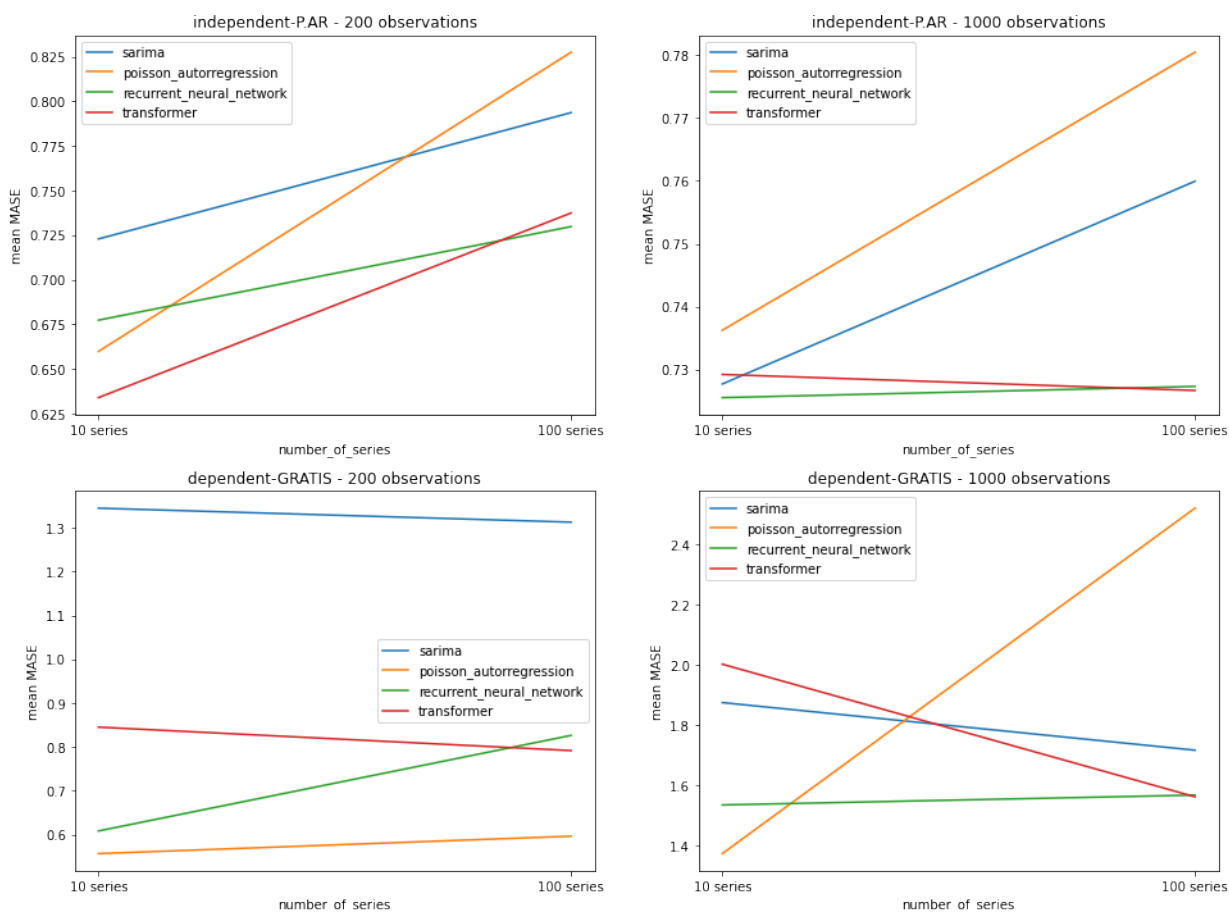 independent-P.AR - 200 observations
mean MASE
0.825
0.800
0.775
0.750
0.725
0.700
0.675
0.650
0.625
sarima
poisson_autorregression
recurrent_neural_network
transformer
10 series
100 series
number_of_series
independent-P.AR - 1000 observations
mean MASE
0.78
0.77
0.76
0.75
0.74
0.73
sarima
poisson_autorregression
recurrent_neural_network
transformer
10 series
100 series
number_of_series
dependent-GRATIS - 200 observations
mean MASE
1.3
1.2
1.1
1.0
0.9
0.8
0.7
0.6
sarima
poisson_autorregression
recurrent_neural_network
transformer
10 series
100 series
number_of_series
dependent-GRATIS - 1000 observations
mean MASE
2.4
2.2
2.0
1.8
1.6
1.4
sarima
poisson_autorregression
recurrent_neural_network
transformer
10 series
100 series
number_of_series